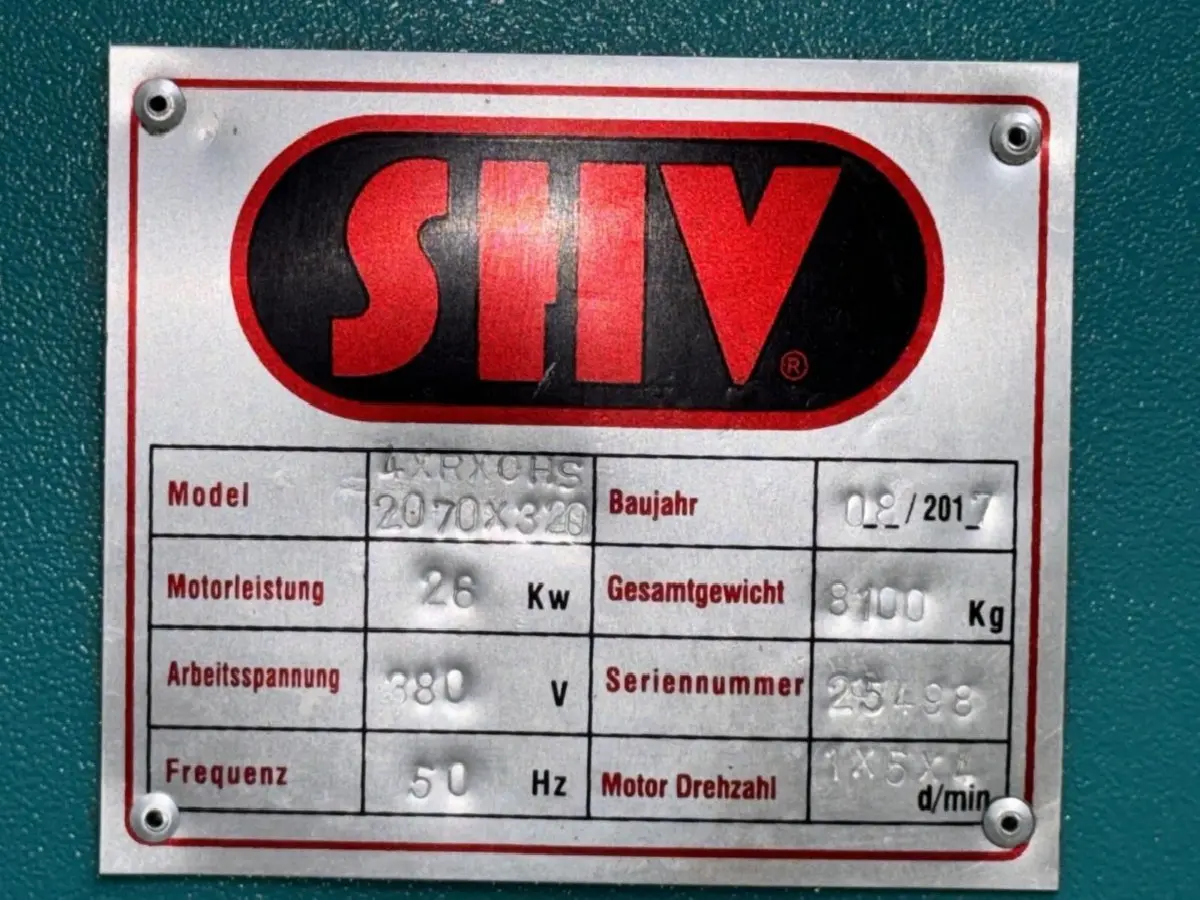 SHV ®
Model 4XRXCHS 2070X320 Baujahr 08/2017
Motorleistung 26 Kw Gesamtgewicht 8100 Kg
Arbeitsspannung 380 V Seriennummer 25498
Frequenz 50 Hz Motor Drehzahl 1X5X4 d/min